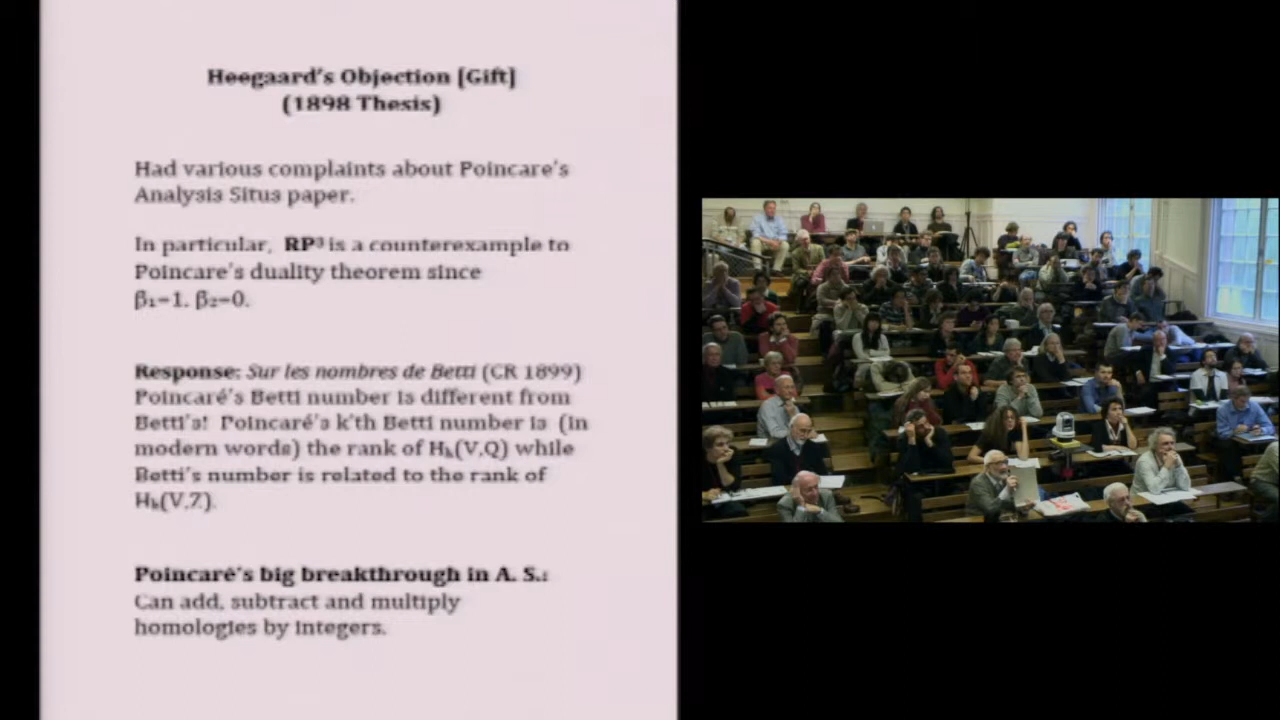 Heegaard's Objection [Gift]
(1898 Thesis)
Had various complaints about Poincare's
Analysis Situs paper.
In particular, RP³ is a counterexample to
Poincare's duality theorem since
β₁=1, β₂=0.
Response: Sur les nombres de Betti (CR 1899)
Poincaré's Betti number is different from
Betti's! Poincaré's k'th Betti number is (in
modern words) the rank of Hₖ(V,Q) while
Betti's number is related to the rank of
Hₖ(V,Z).
Poincaré's big breakthrough in A. S.:
Can add, subtract and multiply
homologies by integers.